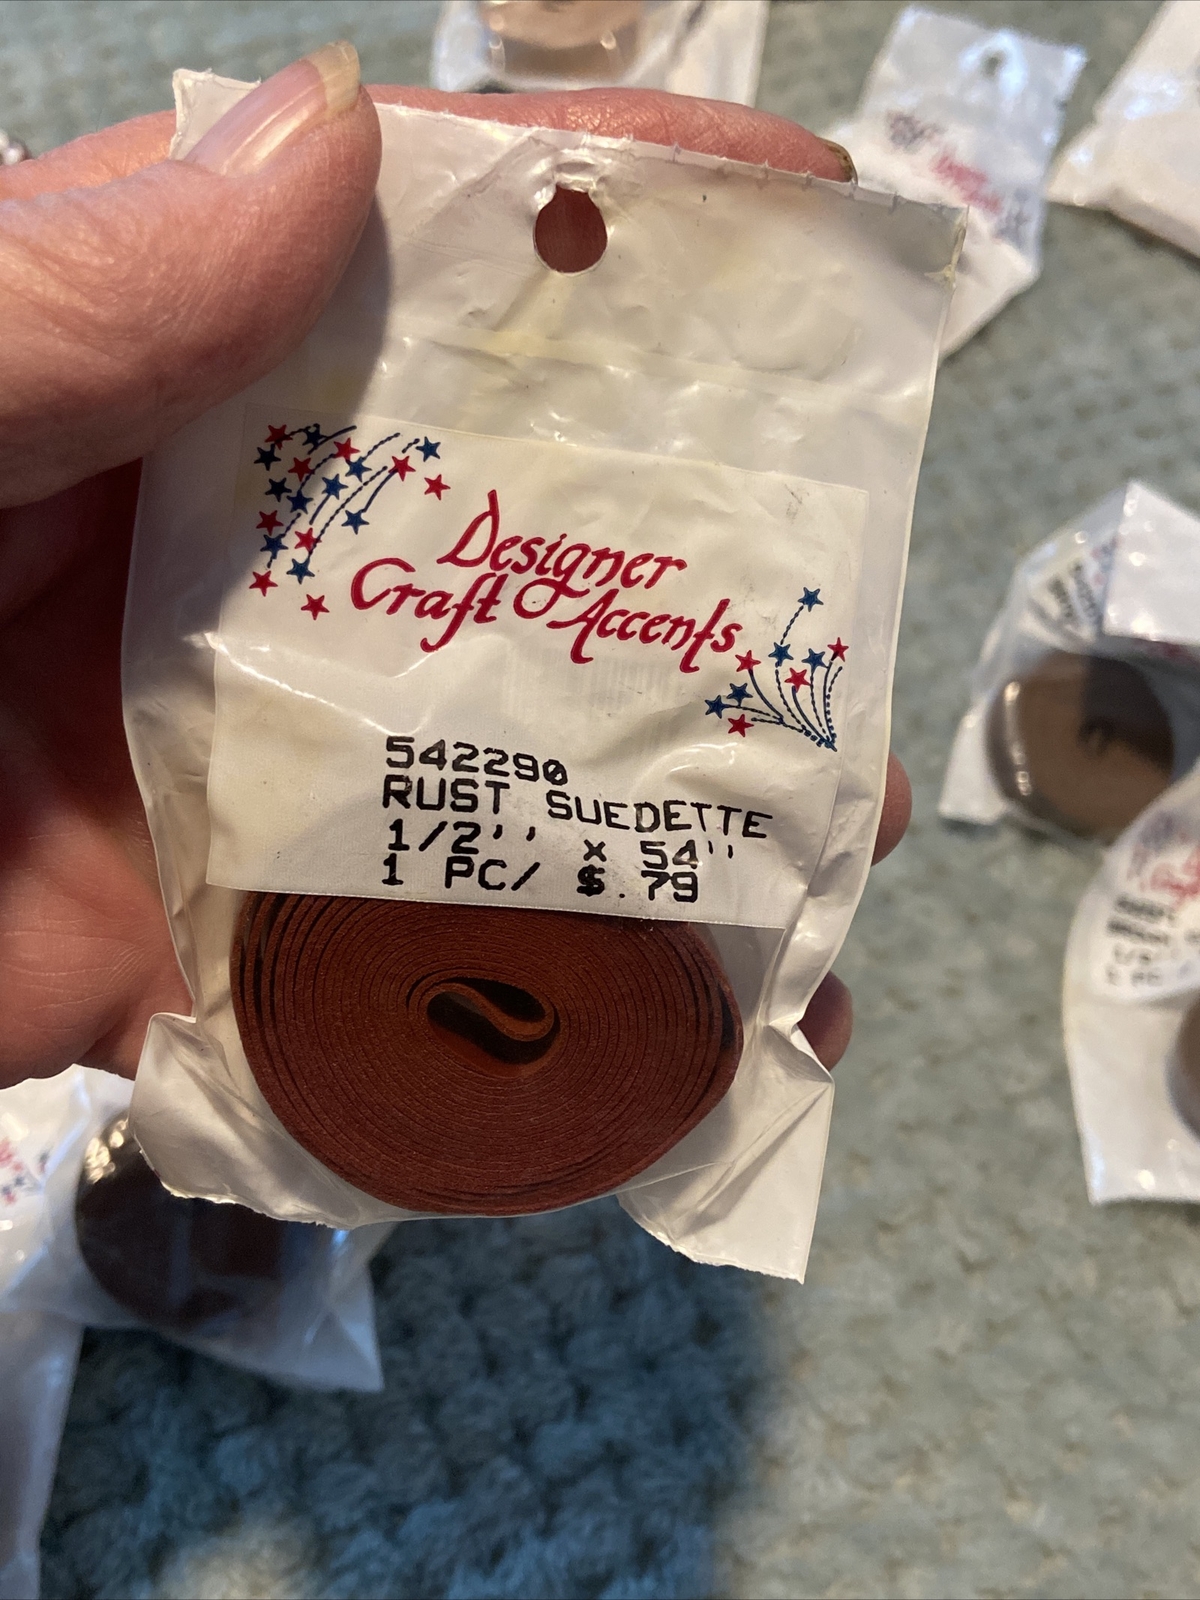 Designer
Craft Accents
542290
RUST SUEDETTE
1/2'' x 54''
1 PC/ $.79